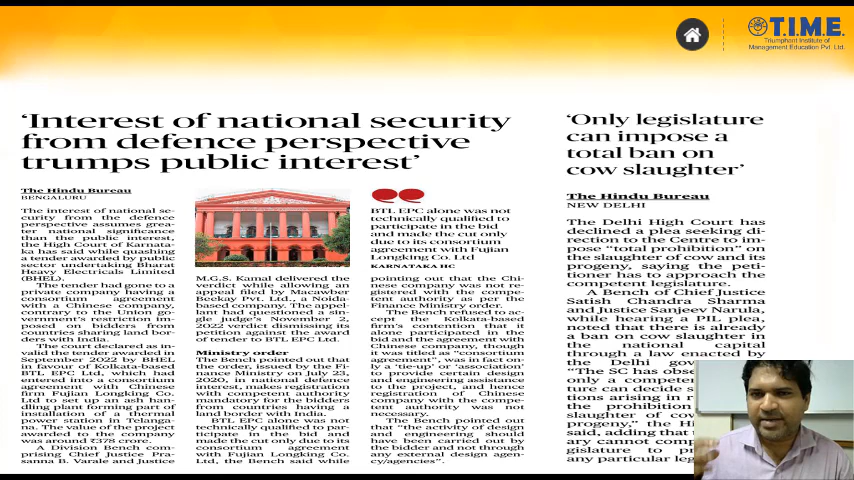 T.I.M.E.
Triumphant Institute of
Management Education Pvt. Ltd.
‘Interest of national security
from defence perspective
trumps public interest’
The Hindu Bureau
BENGALURU
The interest of national se-
curity from the defence
perspective assumes grea-
ter national significance
than the public interest,
the High Court of Karnata-
ka has said while quashing
a tender awarded by public
sector undertaking Bharat
Heavy Electricals Limited
(BHEL).
The tender had gone to a
private company having a
consortium agreement
with a Chinese company,
contrary to the Union go-
vernment’s restriction im-
posed on bidders from
countries sharing land bor-
ders with India.
The court declared as in-
valid the tender awarded in
September 2022 by BHEL
in favour of Kolkata-based
BTL EPC Ltd, which had
entered into a consortium
agreement with Chinese
firm Fujian Longking Co.
Ltd to set up an ash han-
dling plant forming part of
installation of a thermal
power station in Telanga-
na. The value of the project
awarded to the company
was around ₹378 crore.
A Division Bench com-
prising Chief Justice Pra-
sanna B. Varale and Justice
M.G.S. Kamal delivered the
verdict while allowing an
appeal filed by Macawber
Beekay Pvt. Ltd., a Noida-
based company. The appel-
lant had questioned a sin-
gle judge’s November 2,
2022 verdict dismissing its
petition against the award
of tender to BTL EPC Ltd.
Ministry order
The Bench pointed out that
the order, issued by the Fi-
nance Ministry on July 23,
2020, in national defence
interest, makes registration
with competent authority
mandatory for the bidders
from countries having a
land border with India.
BTL EPC alone was not
technically qualified to par-
ticipate in the bid and
made the cut only due to its
consortium agreement
with Fujian Longking Co.
Ltd, the Bench said while
BTL EPC alone was not
technically qualified to
participate in the bid
and made the cut only
due to its consortium
agreement with Fujian
Longking Co. Ltd
KARNATAKA HC
pointing out that the Chi-
nese company was not re-
gistered with the compe-
tent authority as per the
Finance Ministry order.
The Bench refused to ac-
cept the Kolkata-based
firm’s contention that it
alone participated in the
bid and the agreement with
Chinese company, though
it was titled as “consortium
agreement”, was in fact on-
ly a ‘tie-up’ or ‘association’
to provide certain design
and engineering assistance
to the project, and hence
registration of Chinese
company with the compe-
tent authority was not
necessary.
The Bench pointed out
that “the activity of design
and engineering should
have been carried out by
the bidder and not through
any external design agen-
cy/agencies”.
‘Only legislature
can impose a
total ban on
cow slaughter’
The Hindu Bureau
NEW DELHI
The Delhi High Court has
declined a plea seeking di-
rection to the Centre to im-
pose “total prohibition” on
the slaughter of cow and its
progeny, saying the peti-
tioner has to approach the
competent legislature.
A Bench of Chief Justice
Satish Chandra Sharma
and Justice Sanjeev Narula,
while hearing a PIL plea,
noted that there is already
a ban on cow slaughter in
the national capital
through a law enacted by
the Delhi gov
“The SC has obse
only a competen
ture can decide s
tions arising in r
the prohibition
slaughter of cow
progeny,” the Hi
said, adding that
ary cannot comp
gislature to p
any particular leg